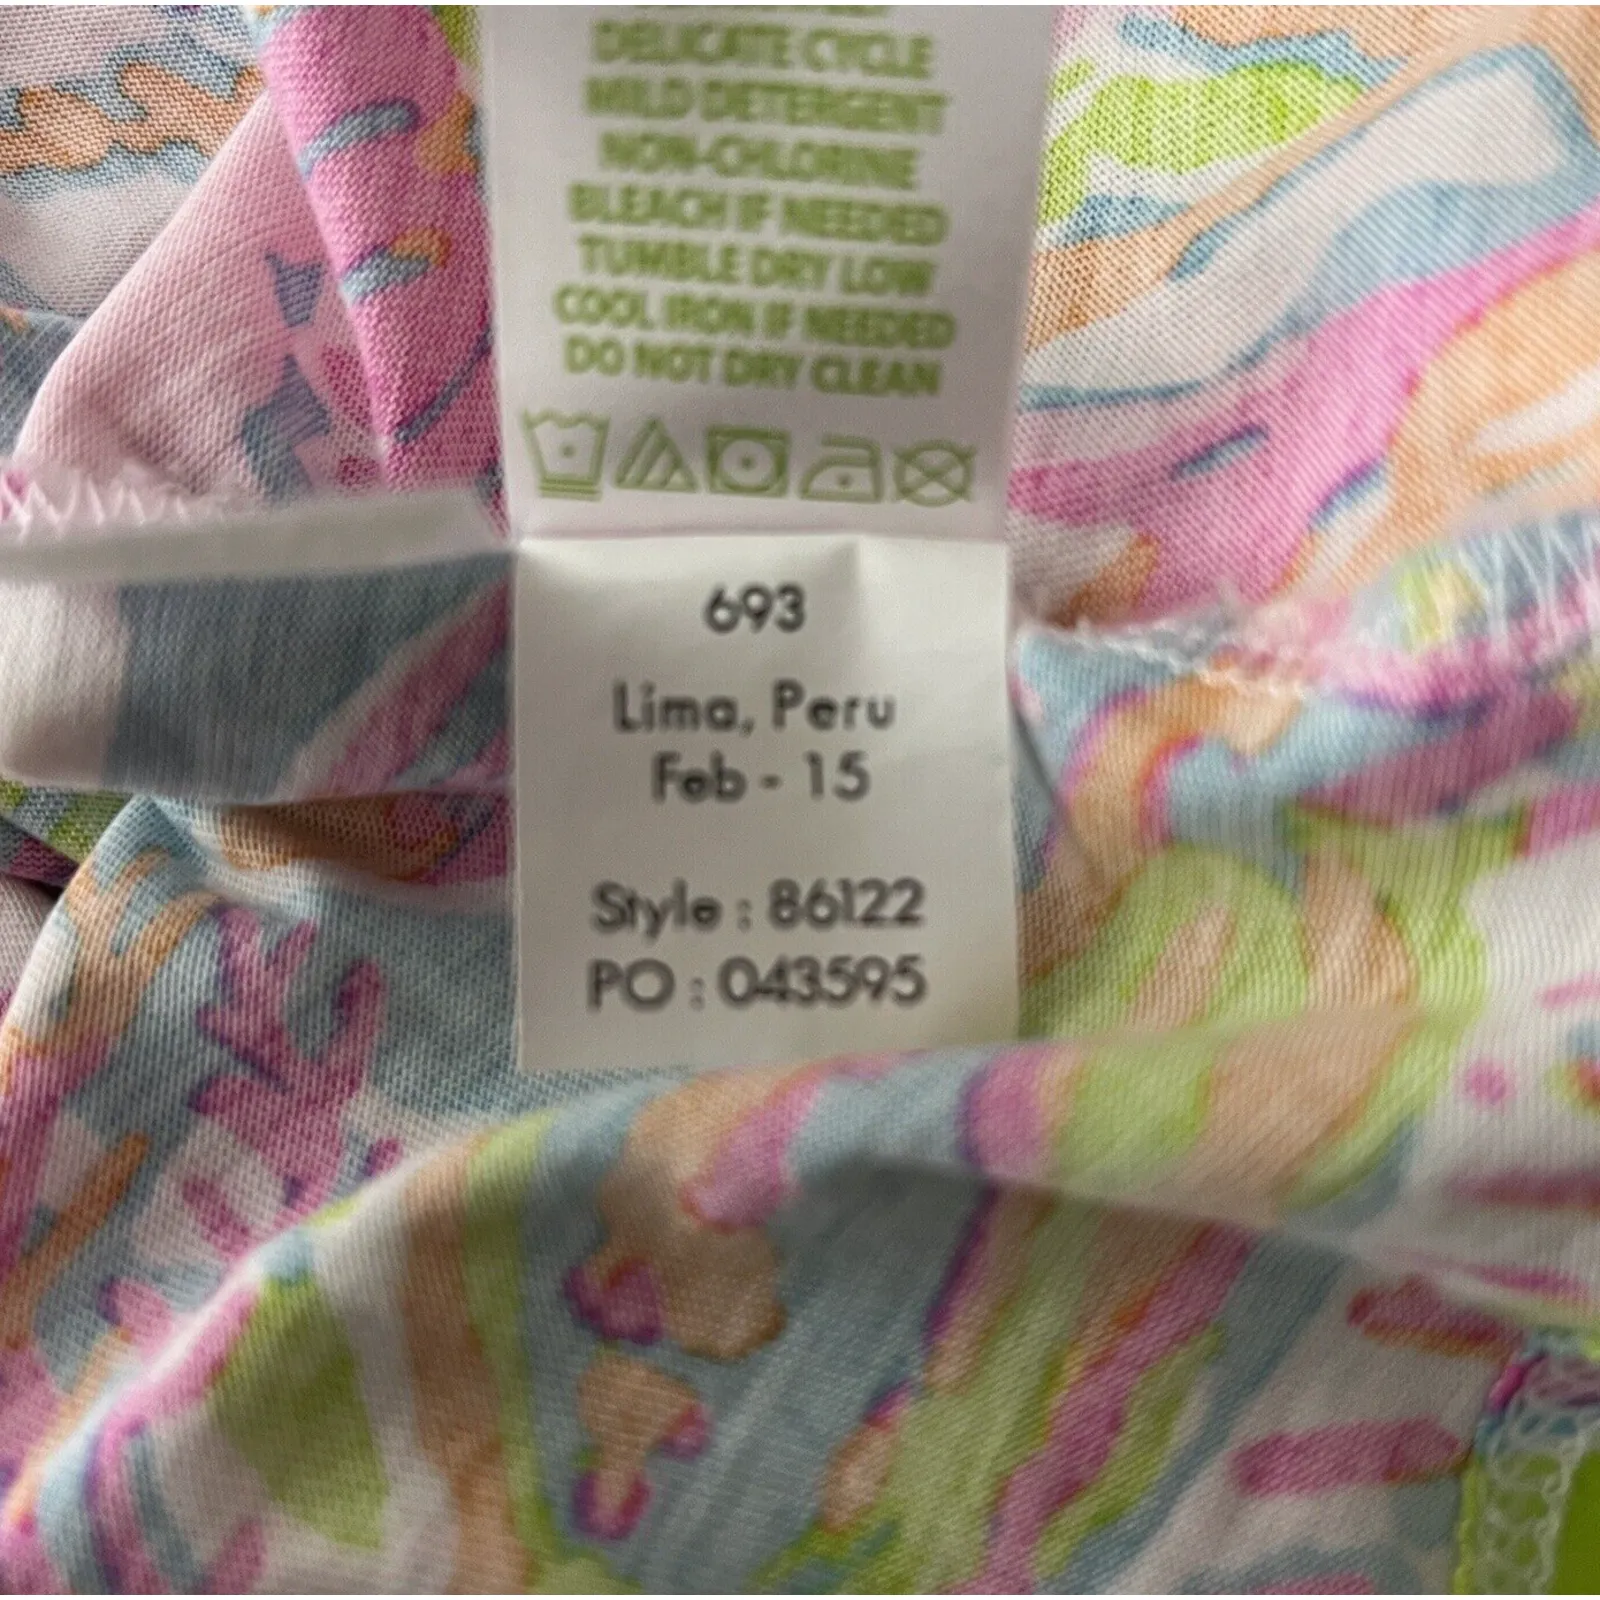 DELICATE CYCLE
MILD DETERGENT
NON-CHLORINE
BLEACH IF NEEDED
TUMBLE DRY LOW
COOL IRON IF NEEDED
DO NOT DRY CLEAN
693
Lima, Peru
Feb - 15
Style : 86122
PO : 043595